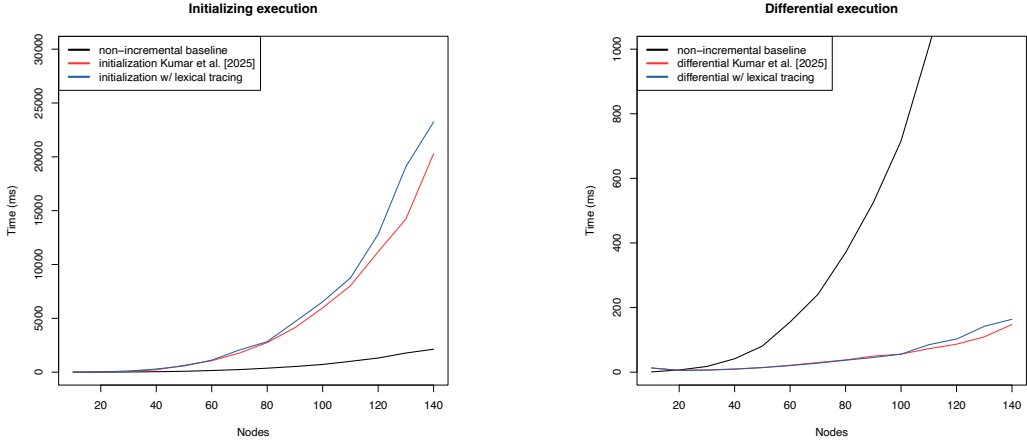 Initializing execution
non−incremental baseline
initialization Kumar et al. [2025]
initialization w/ lexical tracing
Time (ms)
30000
25000
20000
15000
10000
5000
0
20 40 60 80 100 120 140
Nodes
Differential execution
non−incremental baseline
differential Kumar et al. [2025]
differential w/ lexical tracing
Time (ms)
1000
800
600
400
200
0
20 40 60 80 100 120 140
Nodes